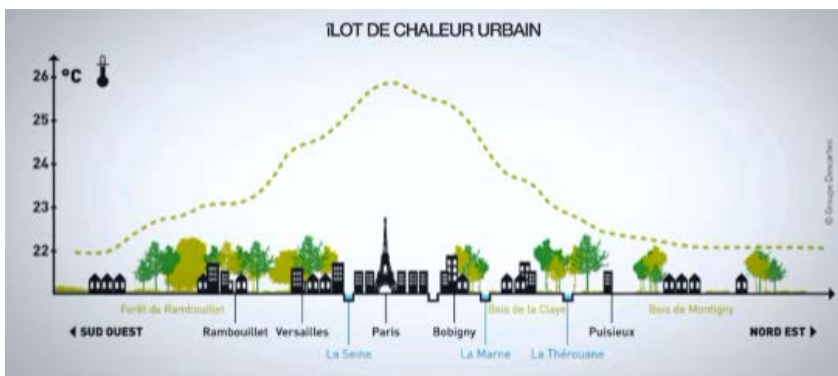 ÎLOT DE CHALEUR URBAIN
°C
26
25
24
23
22
© Groupe Descartes
Forêt de Rambouillet
Bois de la Claye
Bois de Montigny
◄ SUD OUEST
Rambouillet
Versailles
Paris
Bobigny
Puisieux
NORD EST ►
La Seine
La Marne
La Thérouane